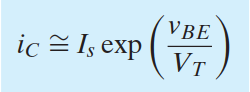 i_C ≅ I_s exp (v_BE / V_T)